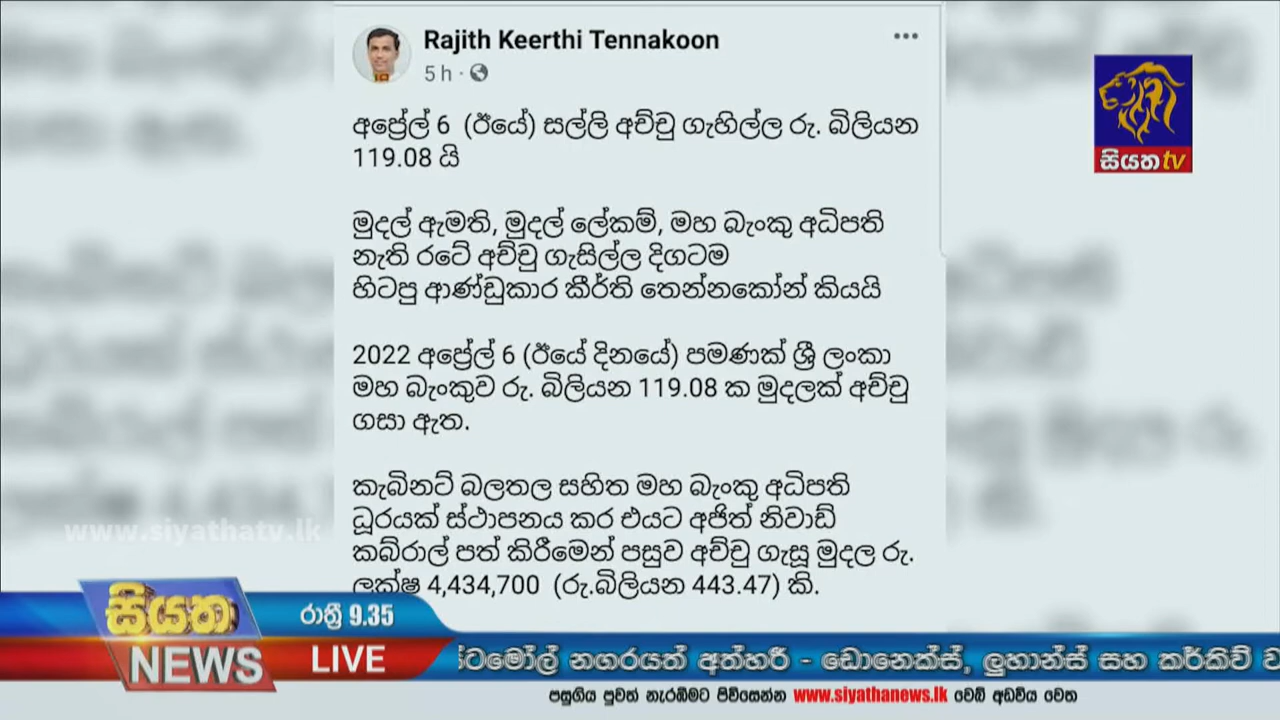 Rajith Keerthi Tennakoon
5 h ·
අප්‍රේල් 6 (ඊයේ) සල්ලි අච්චු ගැහිල්ල රු. බිලියන
119.08 යි
මුදල් ඇමති, මුදල් ලේකම්, මහ බැංකු අධිපති
නැති රටේ අච්චු ගැසිල්ල දිගටම
හිටපු ආණ්ඩුකාර කීර්ති තෙන්නකෝන් කියයි
2022 අප්‍රේල් 6 (ඊයේ දිනයේ) පමණක් ශ්‍රී ලංකා
මහ බැංකුව රු. බිලියන 119.08 ක මුදලක් අච්චු
ගසා ඇත.
කැබිනට් බලතල සහිත මහ බැංකු අධිපති
ධූරයක් ස්ථාපනය කර එයට අජිත් නිවාඩ්
කබ්රාල් පත් කිරීමෙන් පසුව අච්චු ගැසූ මුදල රු.
ලක්ෂ 4,434,700 (රු.බිලියන 443.47) කි.
සියත tv
www.siyathatv.lk
සියත
NEWS
රාත්‍රී 9.35
LIVE
ස්ටමෝල් නගරයත් අත්හරී - ඩොනෙක්ස්, ලුහාන්ස් සහ කර්කිව් ව
පසුගිය පුවත් නැරඹීමට පිවිසෙන්න www.siyathanews.lk වෙබ් අඩවිය වෙත